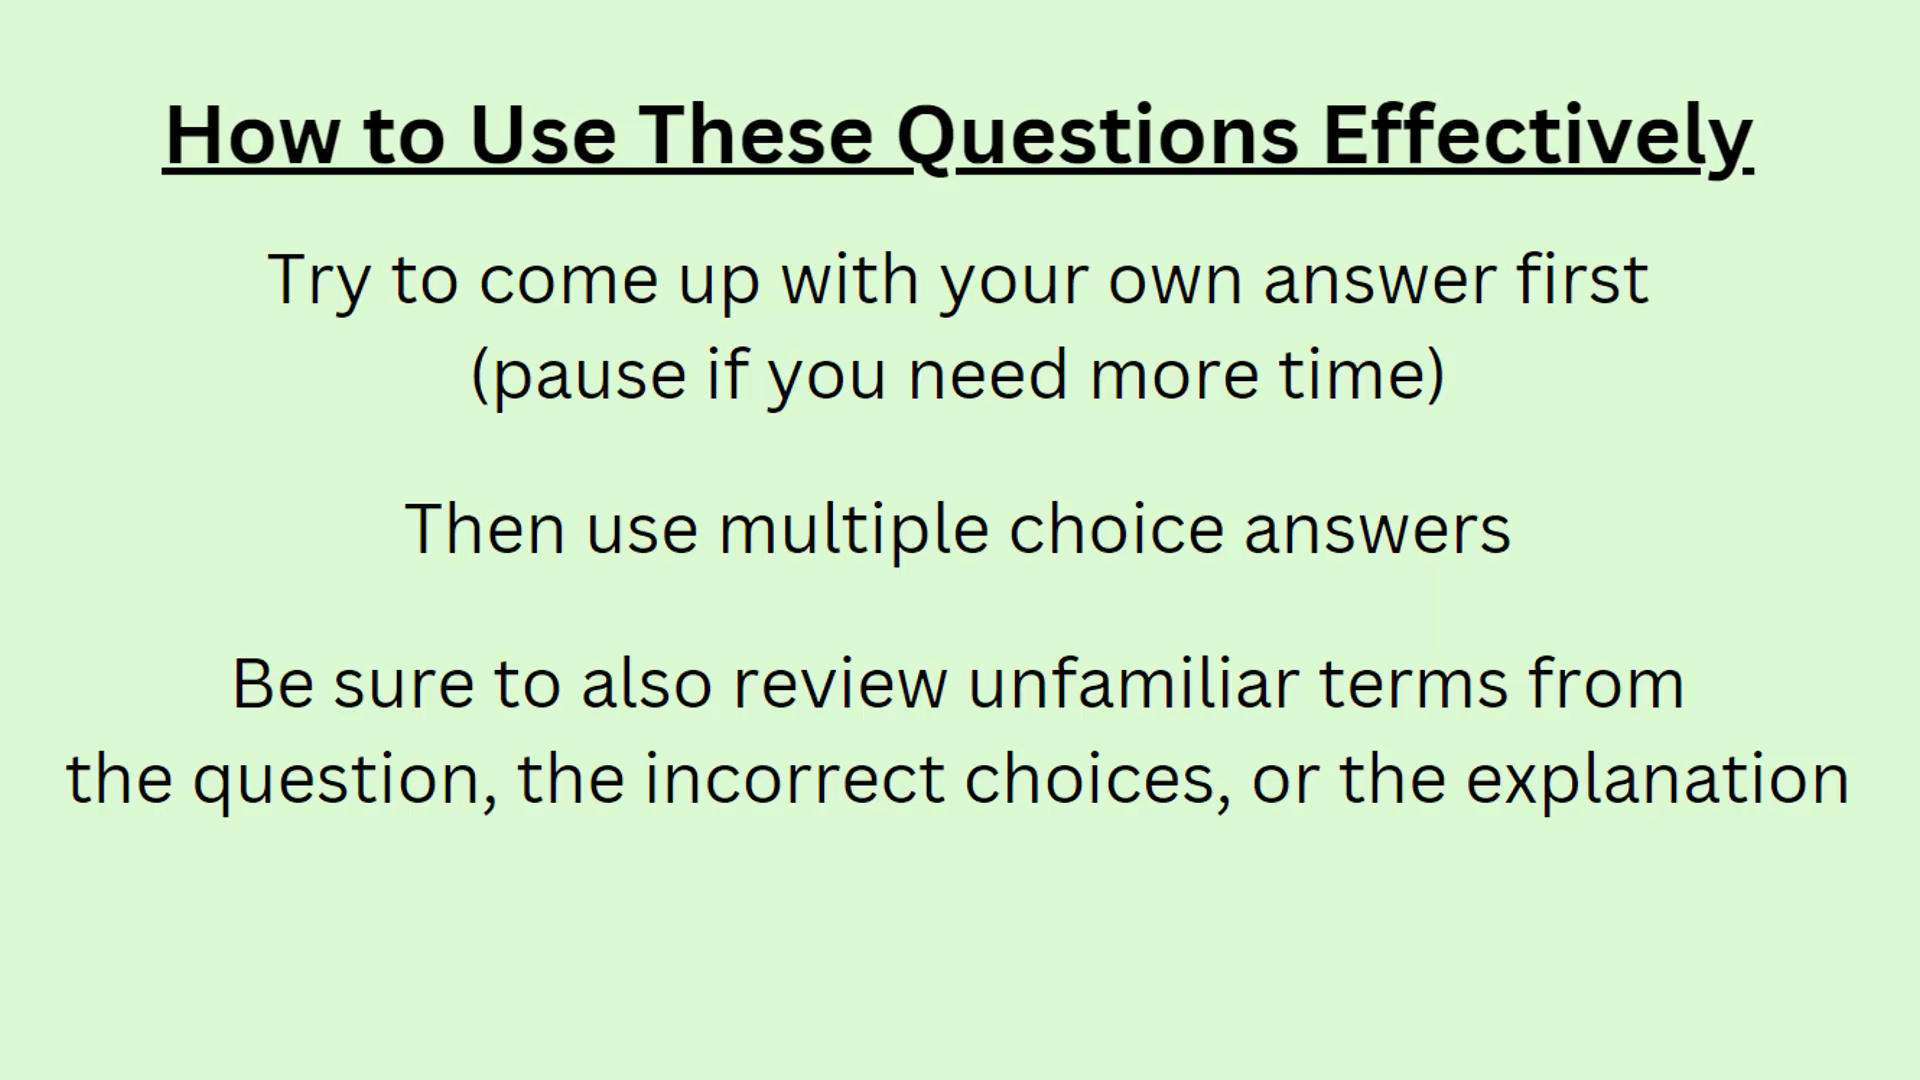 How to Use These Questions Effectively
Try to come up with your own answer first
(pause if you need more time)
Then use multiple choice answers
Be sure to also review unfamiliar terms from
the question, the incorrect choices, or the explanation